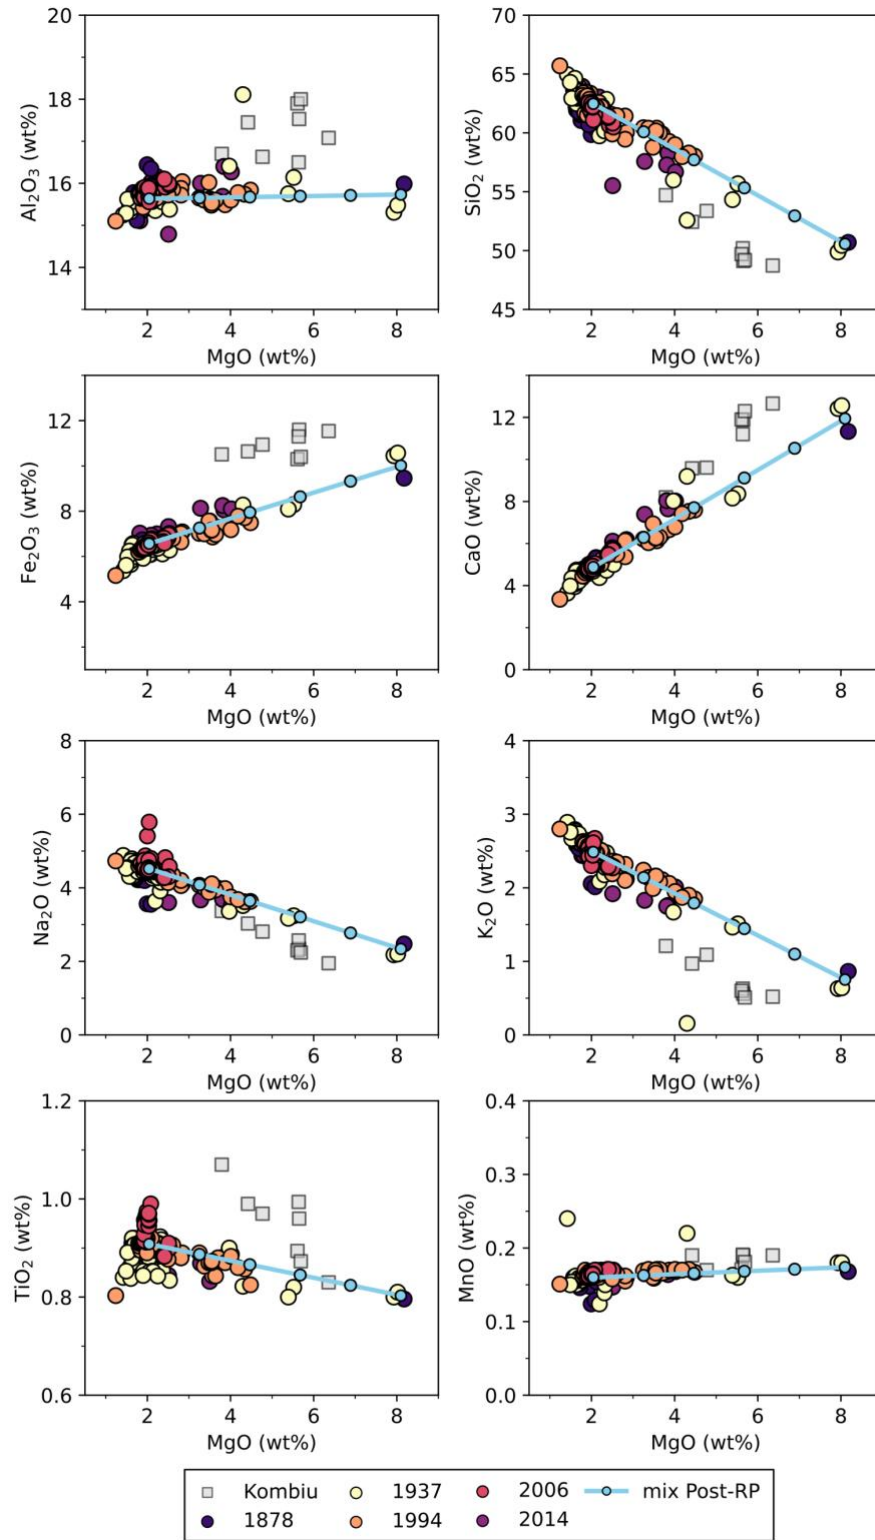 20
18
16
14
Al₂O₃ (wt%)
2 4 6 8
MgO (wt%)
70
65
60
55
50
45
SiO₂ (wt%)
2 4 6 8
MgO (wt%)
12
8
4
Fe₂O₃ (wt%)
2 4 6 8
MgO (wt%)
12
8
4
0
CaO (wt%)
2 4 6 8
MgO (wt%)
8
6
4
2
0
Na₂O (wt%)
2 4 6 8
MgO (wt%)
4
3
2
1
0
K₂O (wt%)
2 4 6 8
MgO (wt%)
1.2
1.0
0.8
0.6
TiO₂ (wt%)
2 4 6 8
MgO (wt%)
0.4
0.3
0.2
0.1
0.0
MnO (wt%)
2 4 6 8
MgO (wt%)
Kombiu 1937 2006 mix Post-RP
1878 1994 2014